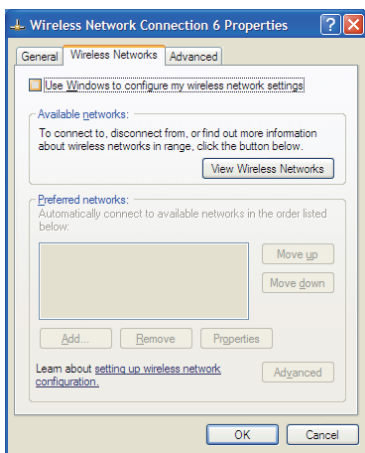 Wireless Network Connection 6 Properties
General Wireless Networks Advanced
Use Windows to configure my wireless network settings
Available networks:
To connect to, disconnect from, or find out more information
about wireless networks in range, click the button below.
View Wireless Networks
Preferred networks:
Automatically connect to available networks in the order listed
below:
Move up
Move down
Add... Remove Properties
Learn about setting up wireless network
configuration.
Advanced
OK Cancel